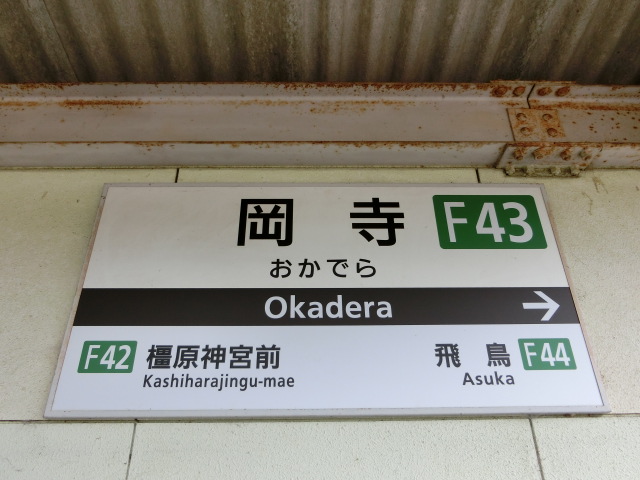 岡寺 F43
おかでら
Okadera →
F42 橿原神宮前 飛鳥 F44
Kashiharajingu-mae Asuka